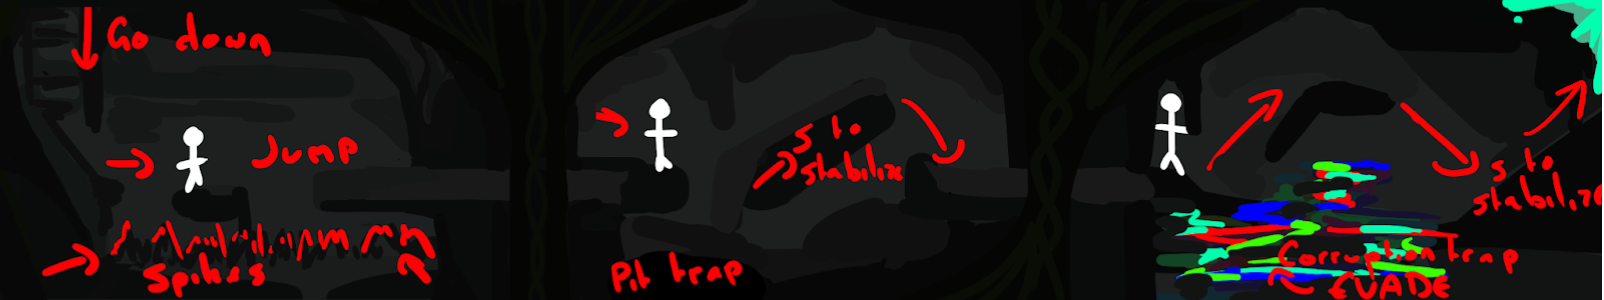 Go down
Jump
Spikes
s to
stabilize
Pit trap
s to
stabilize
Corruption trap
EVADE